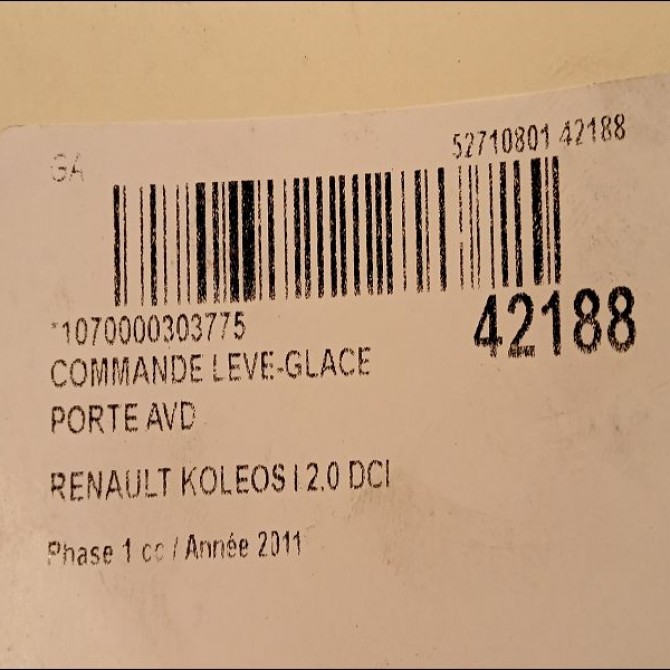 GA
52710801 42188
*1070000303775
42188
COMMANDE LEVE-GLACE
PORTE AVD
RENAULT KOLEOS I 2.0 DCI
Phase 1 cc / Année 2011